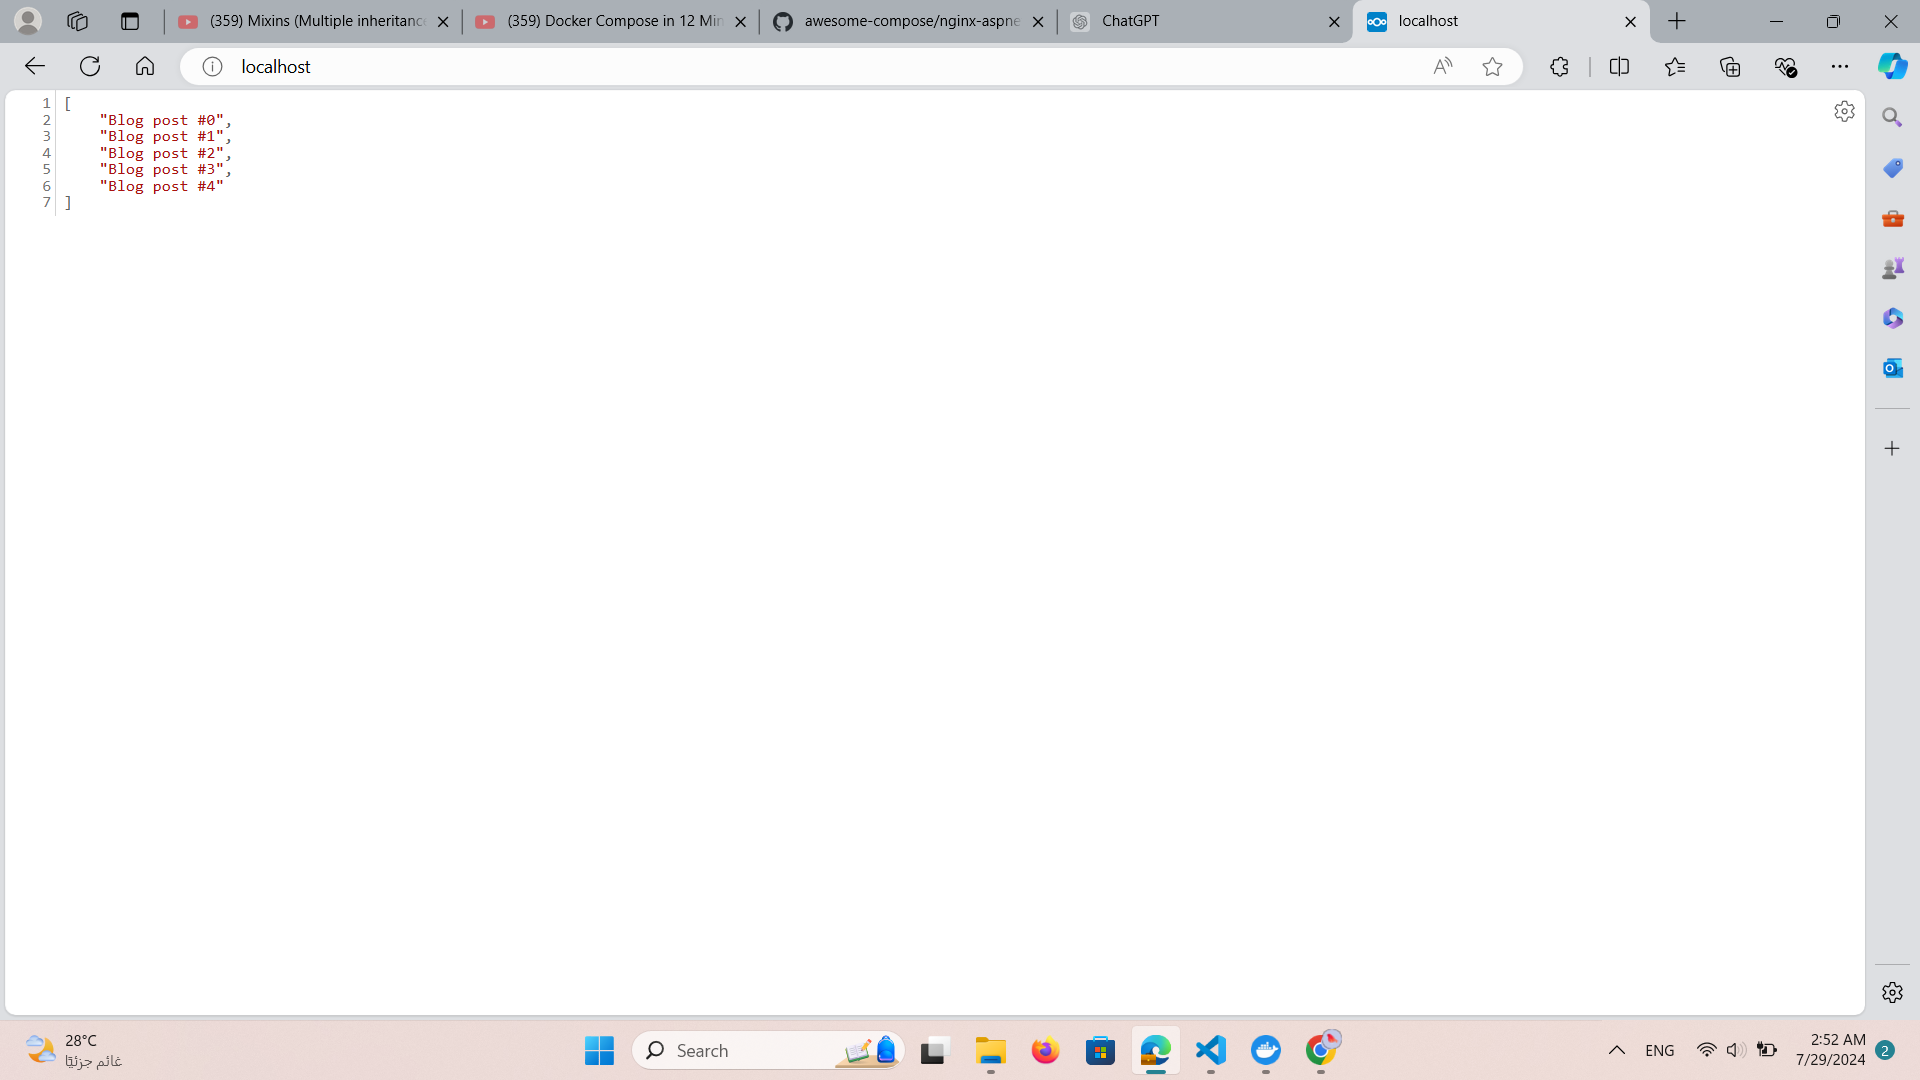 (359) Mixins (Multiple inheritance
(359) Docker Compose in 12 Min
awesome-compose/nginx-aspne
ChatGPT
localhost
localhost
1 [
2 "Blog post #0",
3 "Blog post #1",
4 "Blog post #2",
5 "Blog post #3",
6 "Blog post #4"
7 ]
28°C
غائم جزئيًا
Search
ENG
2:52 AM
7/29/2024
2